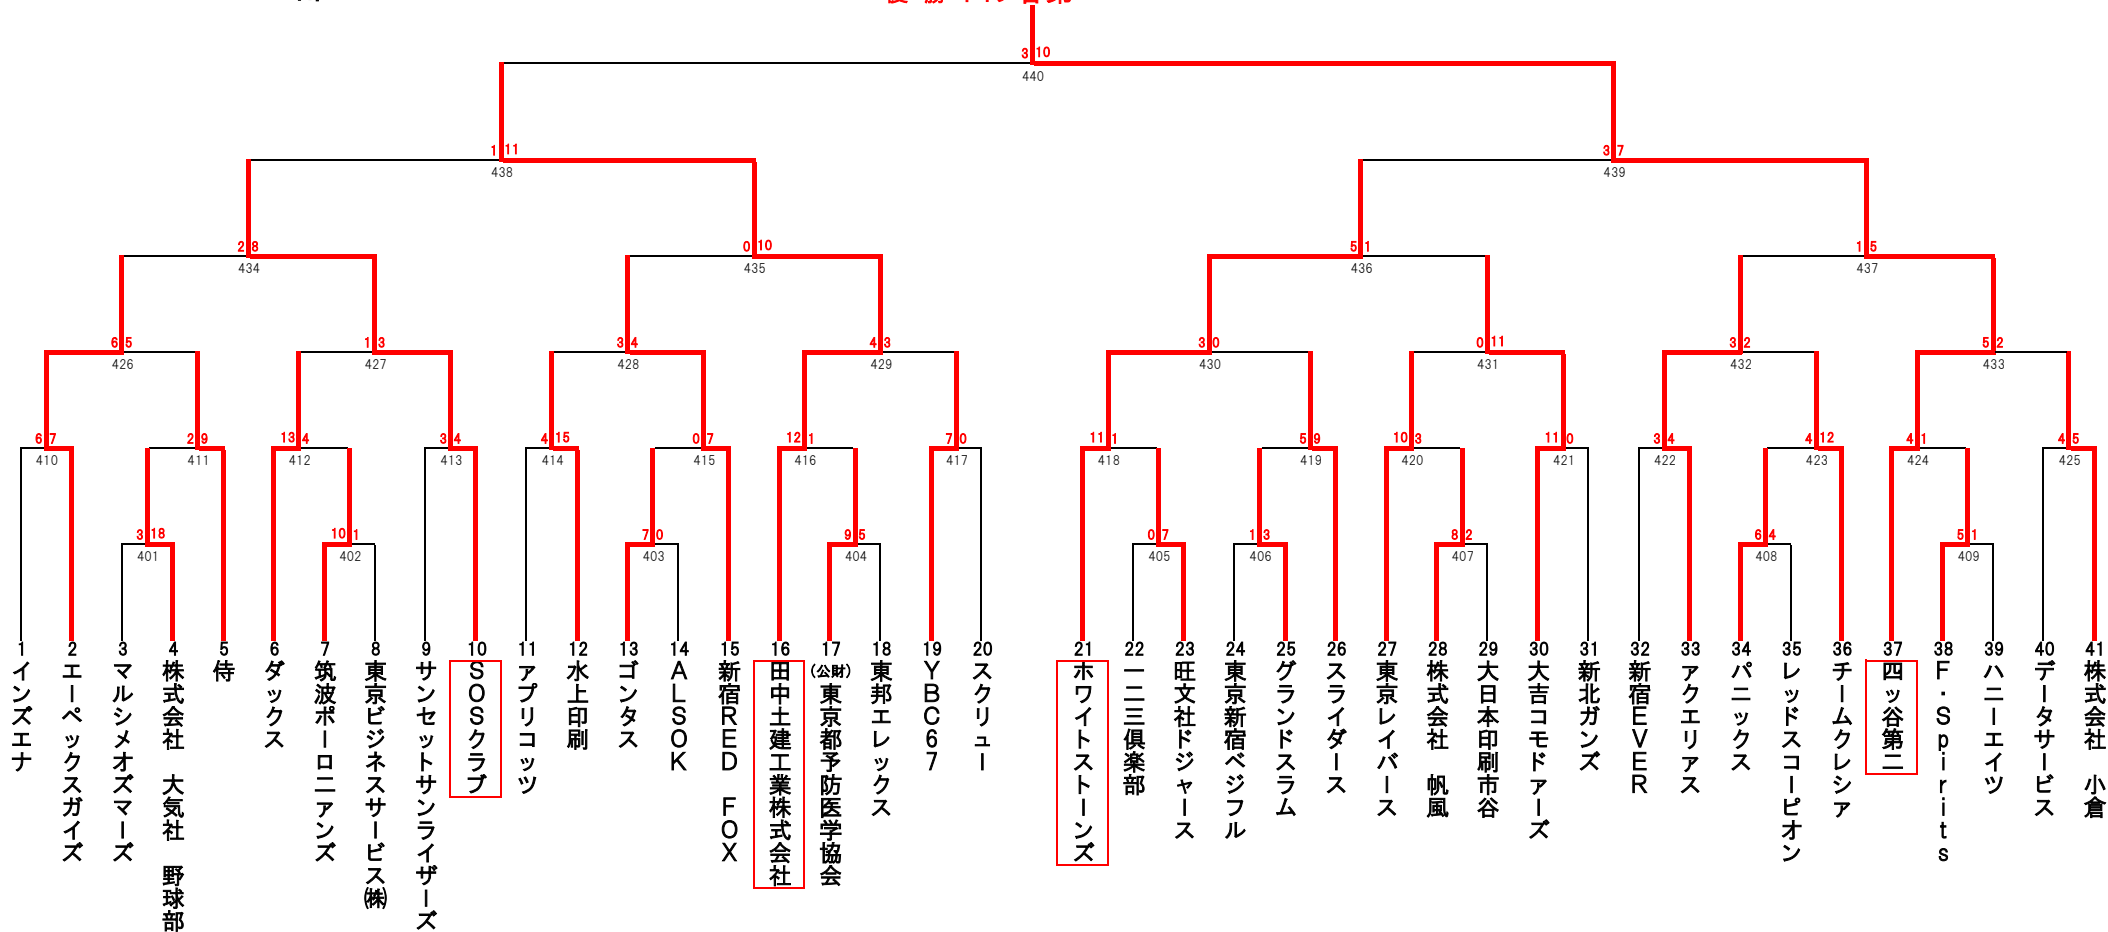 3 10
440
1 11
438
3 7
439
2 8
434
0 10
435
5 1
436
1 5
437
6 5
426
1 3
427
3 4
428
4 3
429
3 0
430
0 11
431
3 2
432
5 2
433
6 7
410
2 9
411
13 4
412
3 4
413
4 15
414
0 7
415
12 1
416
7 0
417
11 1
418
5 9
419
10 3
420
11 0
421
3 4
422
4 12
423
4 1
424
4 5
425
3 18
401
10 1
402
7 0
403
9 5
404
0 7
405
1 3
406
8 2
407
6 4
408
5 1
409
1 インズエナ
2 エーペックスガイズ
3 マルシメオズマーズ
4 株式会社 大気社 野球部
5 侍
6 ダックス
7 筑波ポーロニアンズ
8 東京ビジネスサービス㈱
9 サンセットサンライザーズ
10 SOSクラブ
11 アプリコッツ
12 水上印刷
13 ゴンタス
14 ALSOK
15 新宿RED FOX
16 田中土建工業株式会社
17 (公財)東京都予防医学協会
18 東邦エレックス
19 YBC67
20 スクリュー
21 ホワイトストーンズ
22 一二三倶楽部
23 旺文社ドジャース
24 東京新宿ベジフル
25 グランドスラム
26 スライダース
27 東京レイバース
28 株式会社 帆風
29 大日本印刷市谷
30 大吉コモドアーズ
31 新北ガンズ
32 新宿EVER
33 アクエリアス
34 パニックス
35 レッドスコーピオン
36 チームクレシア
37 四ッ谷第二
38 F・Spirits
39 ハニーエイツ
40 データサービス
41 株式会社 小倉